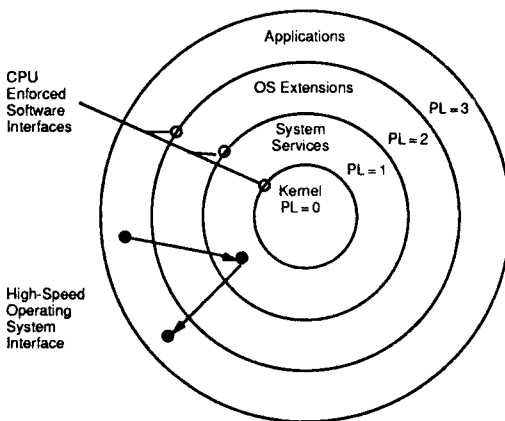 Applications
CPU
Enforced
Software
Interfaces
OS Extensions
PL = 3
System
Services
PL = 2
PL = 1
Kernel
PL = 0
High-Speed
Operating
System
Interface